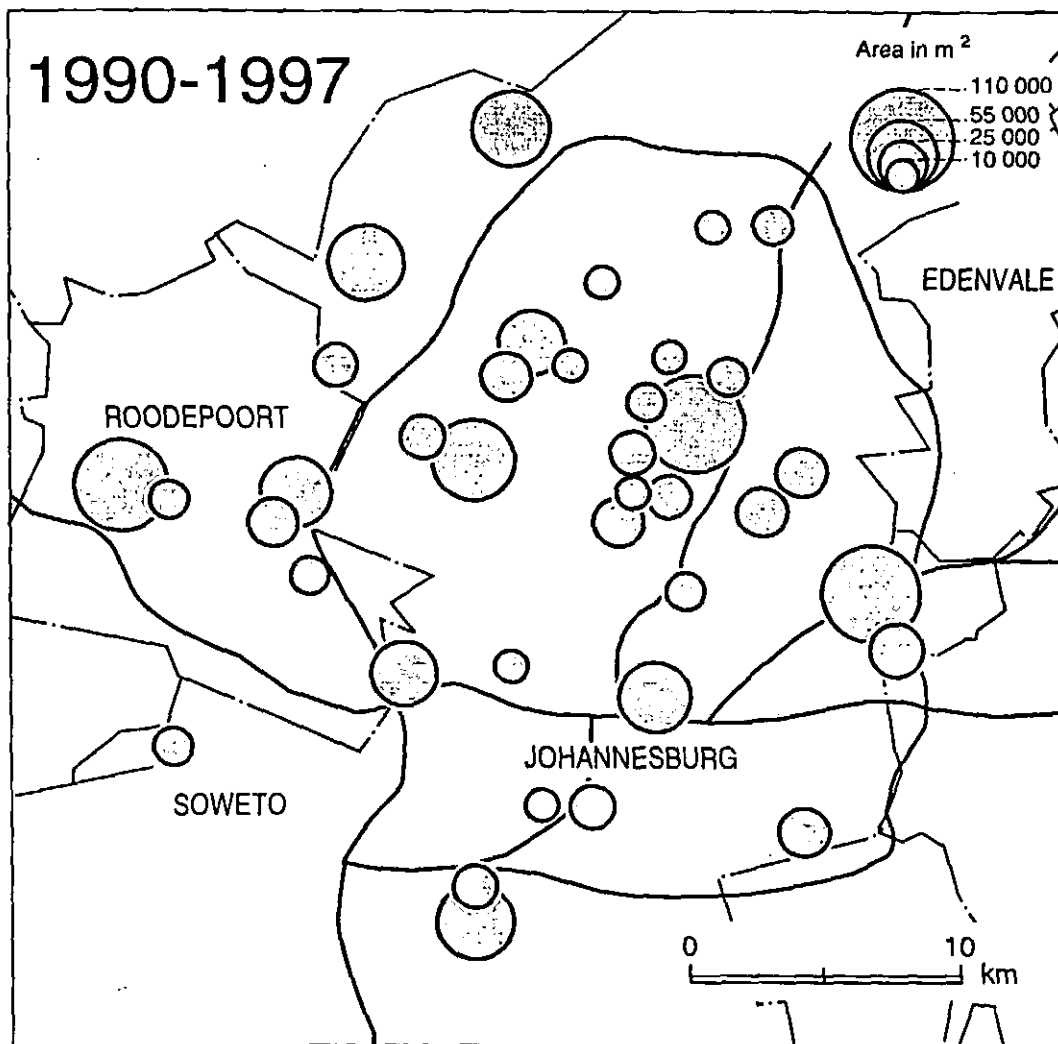 1990-1997
Area in m ²
110 000
55 000
25 000
10 000
EDENVALE
ROODEPOORT
JOHANNESBURG
SOWETO
0 10
km